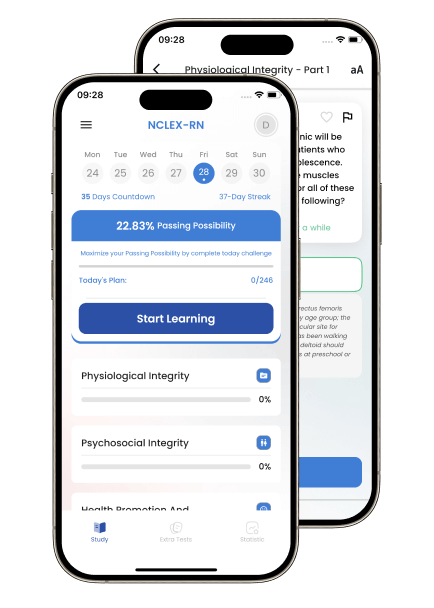 09:28
Physiological Integrity - Part 1
aA
nic will be
atients who
olescence.
e muscles
or all of these
following?
a while
rectus femoris
y age group; the
cular site for
as been walking
deltoid should
s at preschool or
09:28
NCLEX-RN
D
Mon Tue Wed Thu Fri Sat Sun
24 25 26 27 28 29 30
35 Days Countdown
37-Day Streak
22.83% Passing Possibility
Maximize your Passing Possibility by complete today challenge
Today's Plan:
0/246
Start Learning
Physiological Integrity
0%
Psychosocial Integrity
0%
Health Promotion And
Study
Extra Tests
Statistic